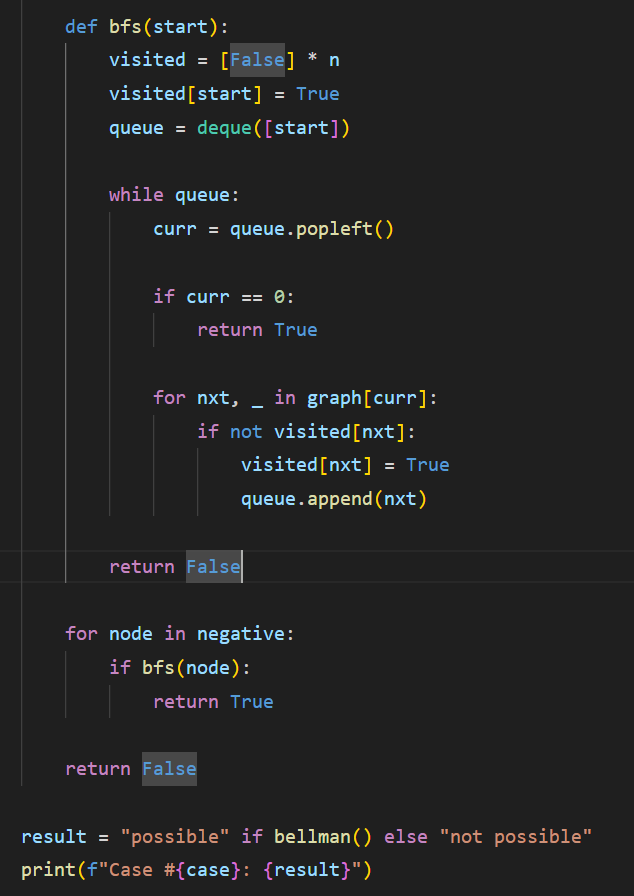 def bfs(start):
        visited = [False] * n
        visited[start] = True
        queue = deque([start])

        while queue:
            curr = queue.popleft()

            if curr == 0:
                return True

            for nxt, _ in graph[curr]:
                if not visited[nxt]:
                    visited[nxt] = True
                    queue.append(nxt)

        return False

    for node in negative:
        if bfs(node):
            return True

    return False

result = "possible" if bellman() else "not possible"
print(f"Case #{case}: {result}")